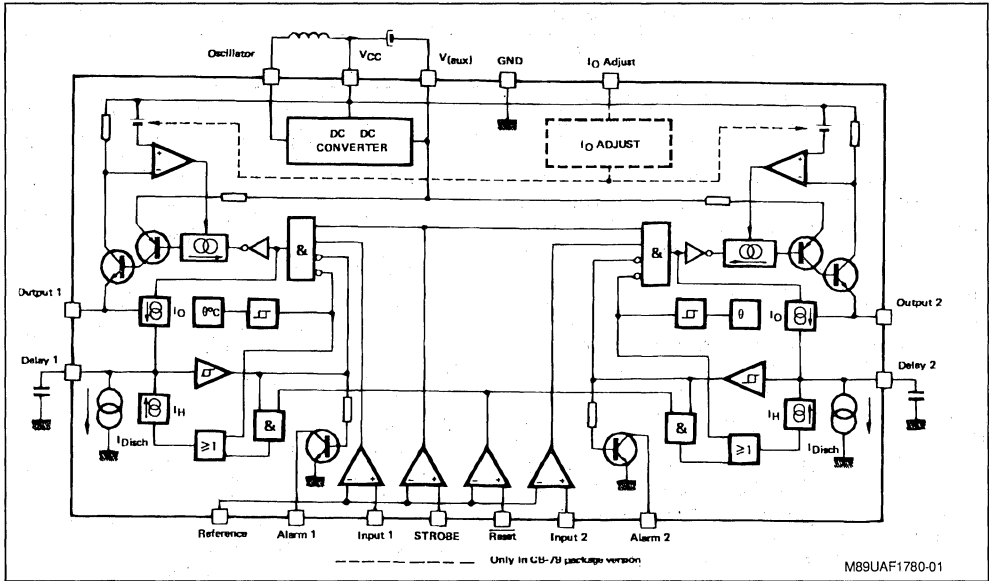 Oscillator
VCC
V(aux)
GND
IO Adjust
DC DC
CONVERTER
IO ADJUST
+
-
+
-
&
&
Output 1
IO
θ°C
θ
IO
Output 2
Delay 1
Delay 2
IH
IDisch
≥1
&
&
≥1
IH
IDisch
- +
- +
- +
- +
Reference
Alarm 1
Input 1
STROBE
Reset
Input 2
Alarm 2
Only in CB-79 package version
M89UAF1780-01